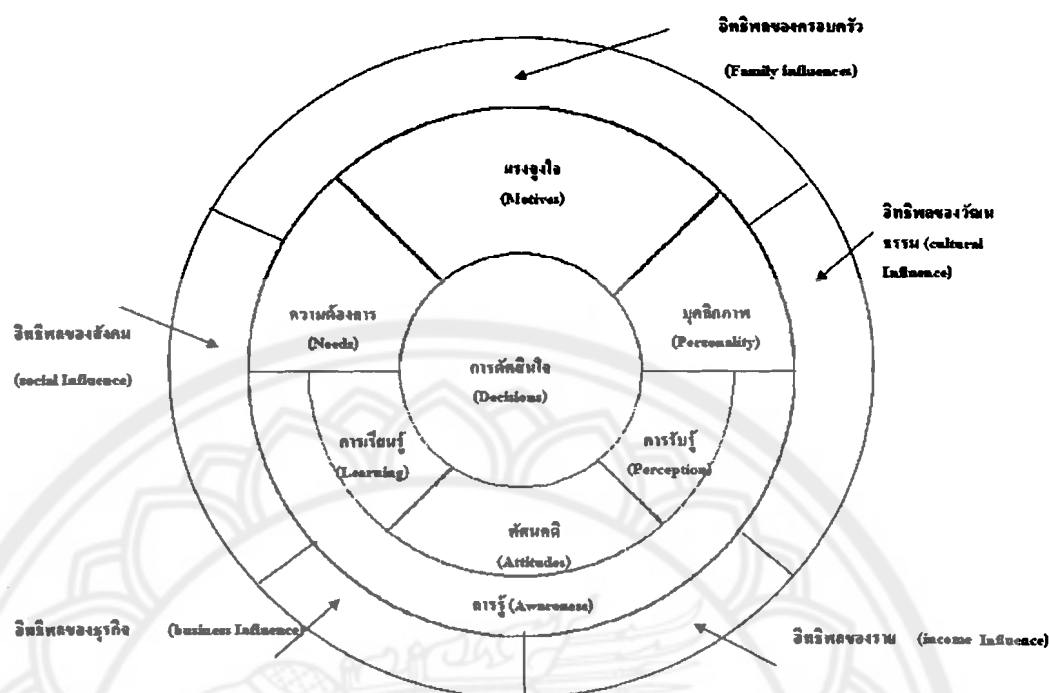 อิทธิพลของครอบครัว
(Family Influences)
แรงจูงใจ
(Motives)
อิทธิพลของวัฒน
ธรรม (cultural
Influence)
ความต้องการ
(Needs)
บุคลิกภาพ
(Personality)
อิทธิพลของสังคม
(social Influence)
การตัดสินใจ
(Decisions)
การเรียนรู้
(Learning)
การรับรู้
(Perception)
ทัศนคติ
(Attitudes)
การรู้ (Awareness)
อิทธิพลของธุรกิจ (business Influence)
อิทธิพลของราย (income Influence)